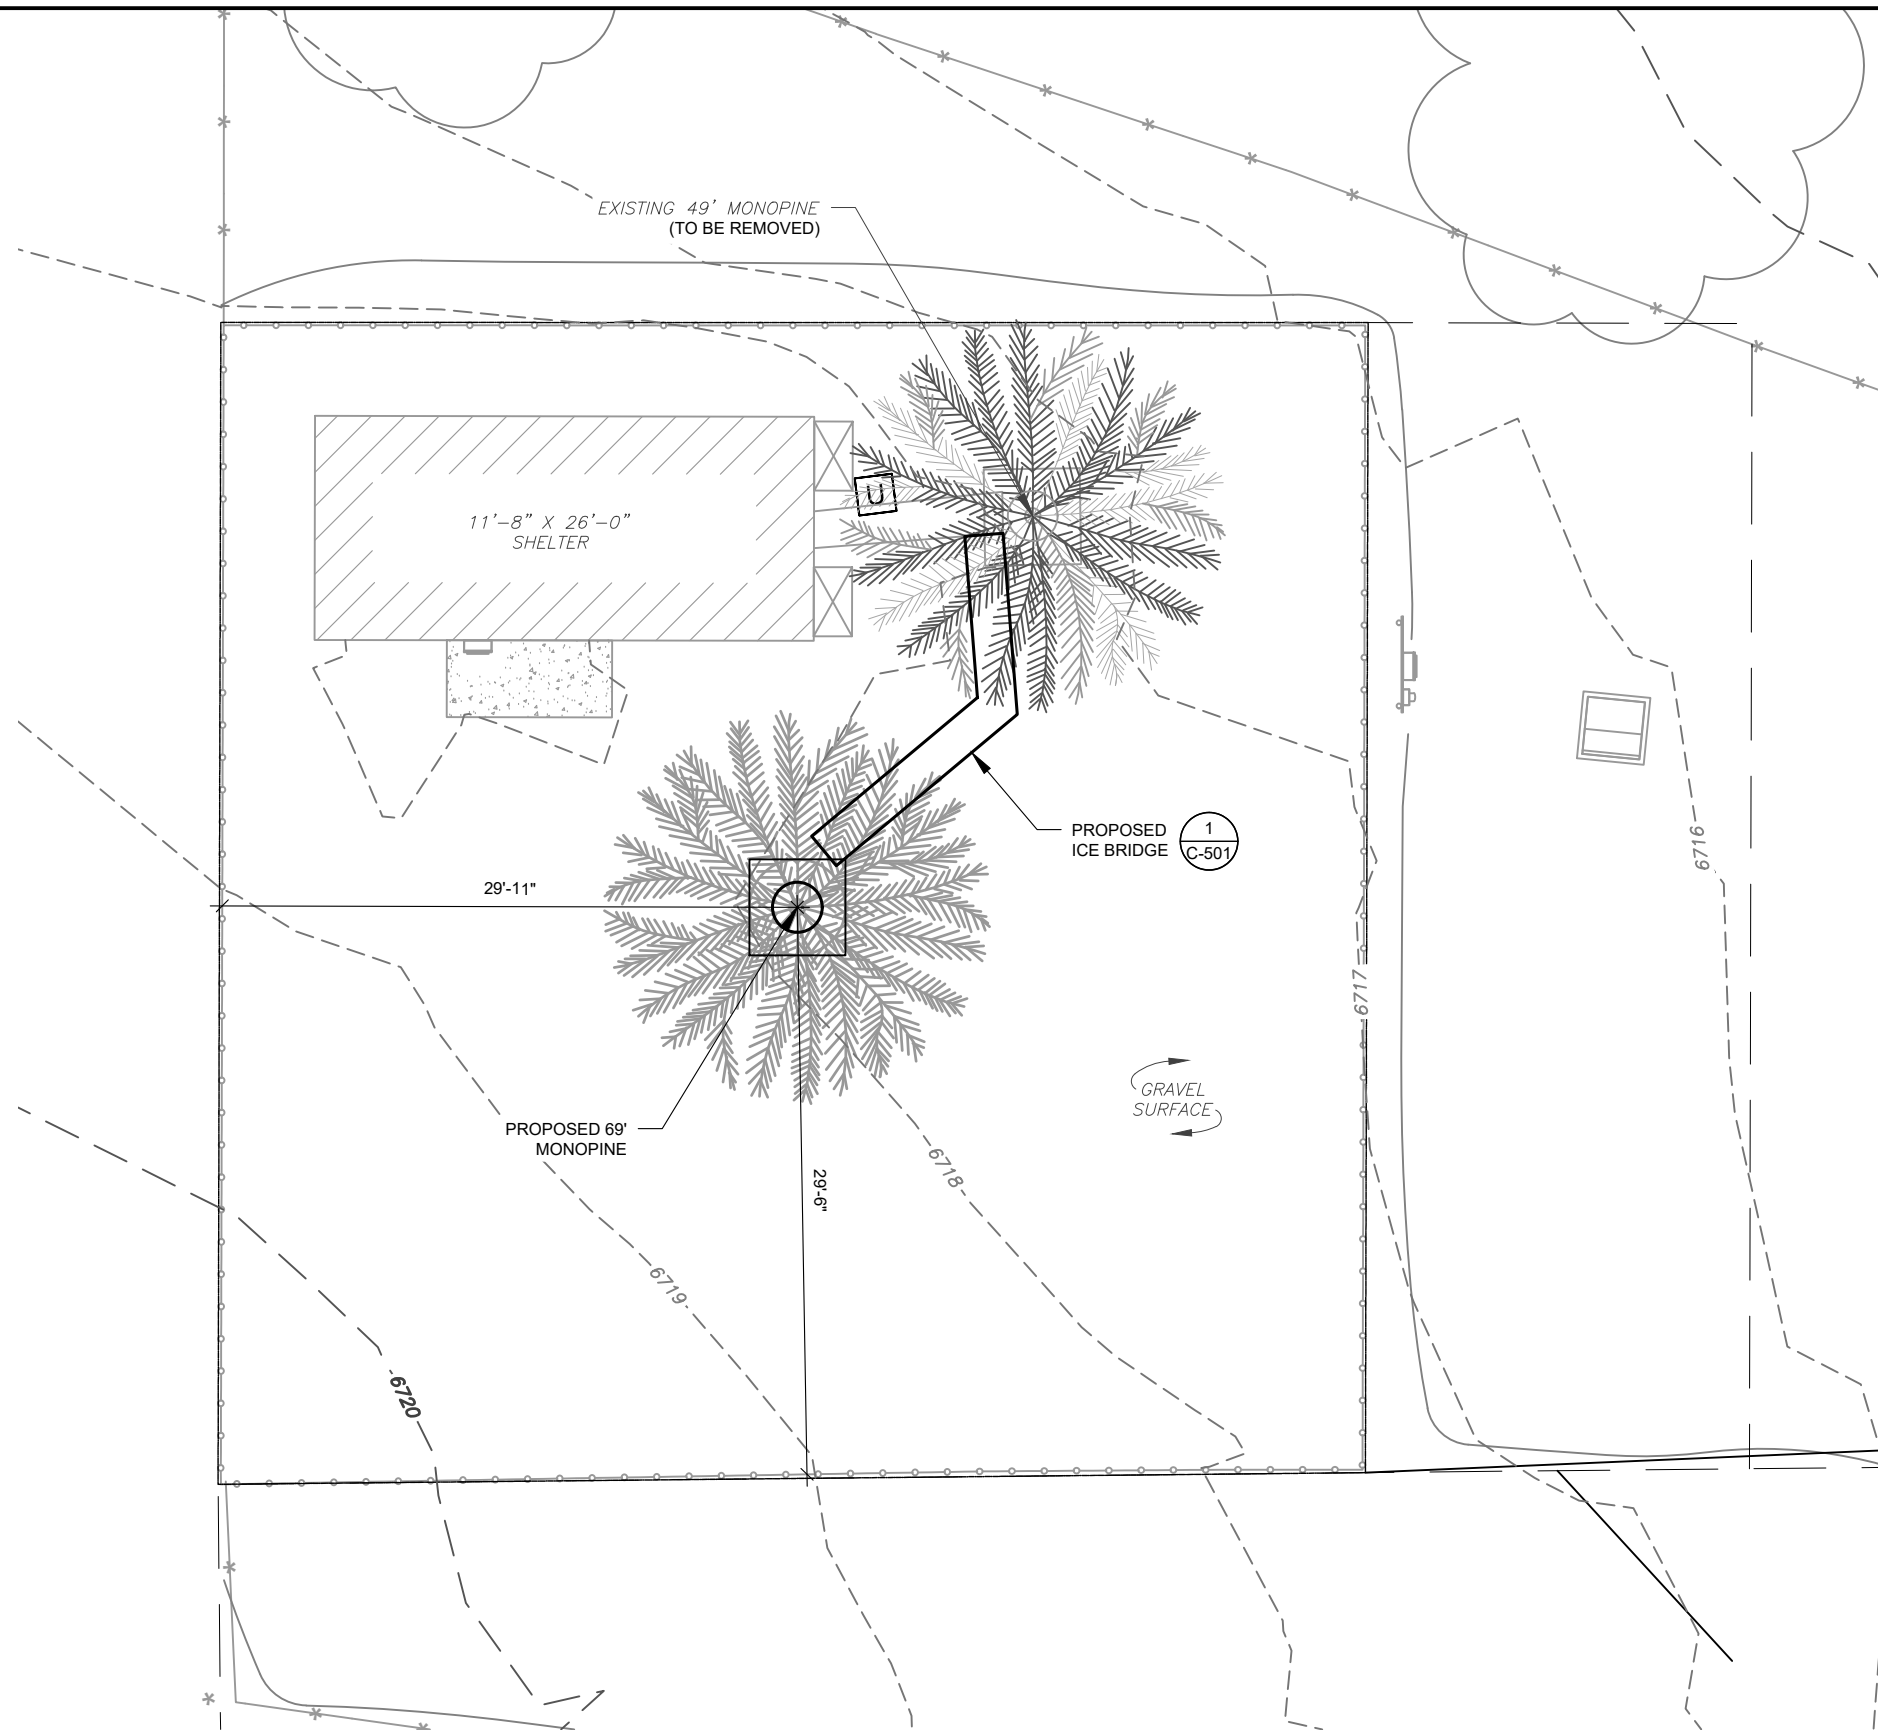 EXISTING 49' MONOPINE
(TO BE REMOVED)
U
11'-8" X 26'-0"
SHELTER
PROPOSED
ICE BRIDGE
1
C-501
6716
29'-11"
6717
GRAVEL
SURFACE
PROPOSED 69'
MONOPINE
29'-6"
6718
6719
6720